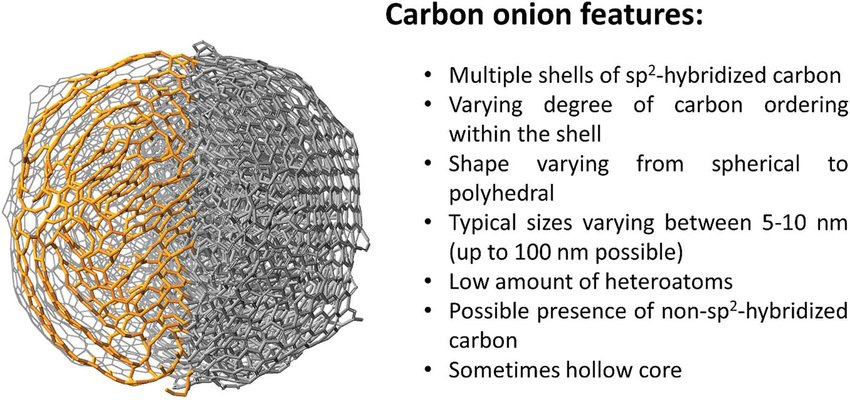 Carbon onion features:
• Multiple shells of sp²-hybridized carbon
• Varying degree of carbon ordering
within the shell
• Shape varying from spherical to
polyhedral
• Typical sizes varying between 5-10 nm
(up to 100 nm possible)
• Low amount of heteroatoms
• Possible presence of non-sp²-hybridized
carbon
• Sometimes hollow core